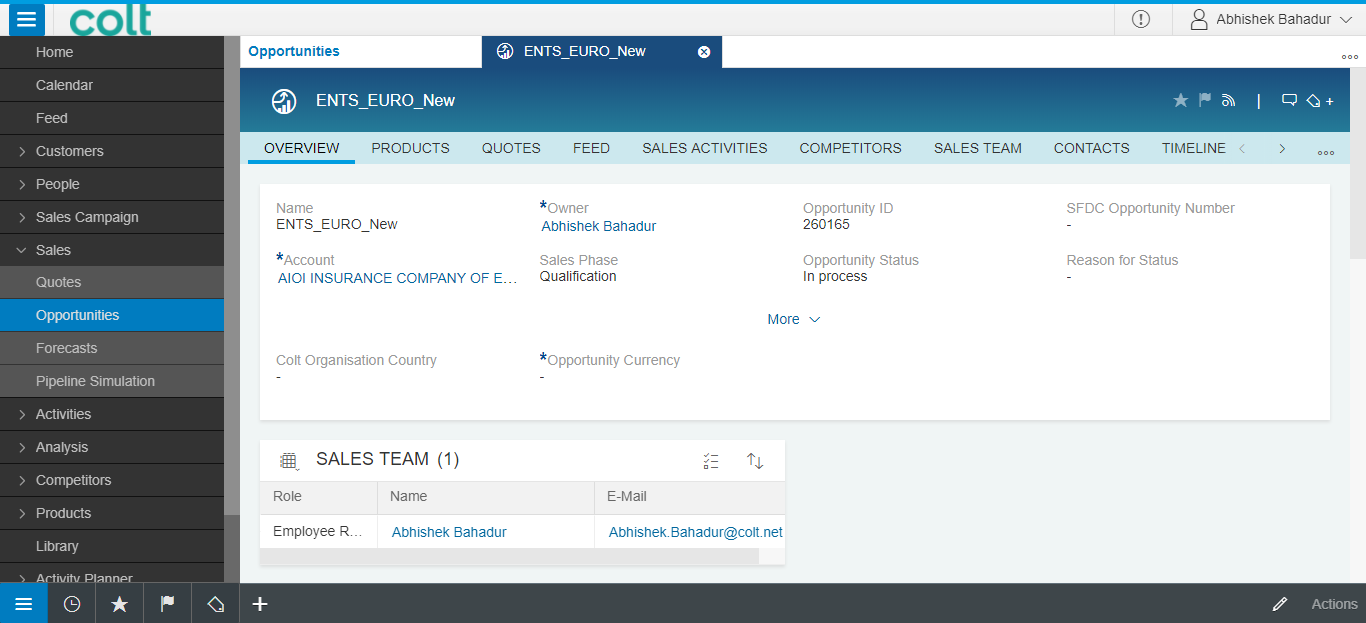 colt
Abhishek Bahadur
Home
Calendar
Feed
Customers
People
Sales Campaign
Sales
Quotes
Opportunities
Forecasts
Pipeline Simulation
Activities
Analysis
Competitors
Products
Library
Activity Planner
Opportunities
ENTS_EURO_New
ENTS_EURO_New
OVERVIEW PRODUCTS QUOTES FEED SALES ACTIVITIES COMPETITORS SALES TEAM CONTACTS TIMELINE
Name *Owner Opportunity ID SFDC Opportunity Number
ENTS_EURO_New Abhishek Bahadur 260165 -
*Account Sales Phase Opportunity Status Reason for Status
AIOI INSURANCE COMPANY OF E... Qualification In process -
More
Colt Organisation Country *Opportunity Currency
- -
SALES TEAM (1)
Role Name E-Mail
Employee R... Abhishek Bahadur Abhishek.Bahadur@colt.net
Actions